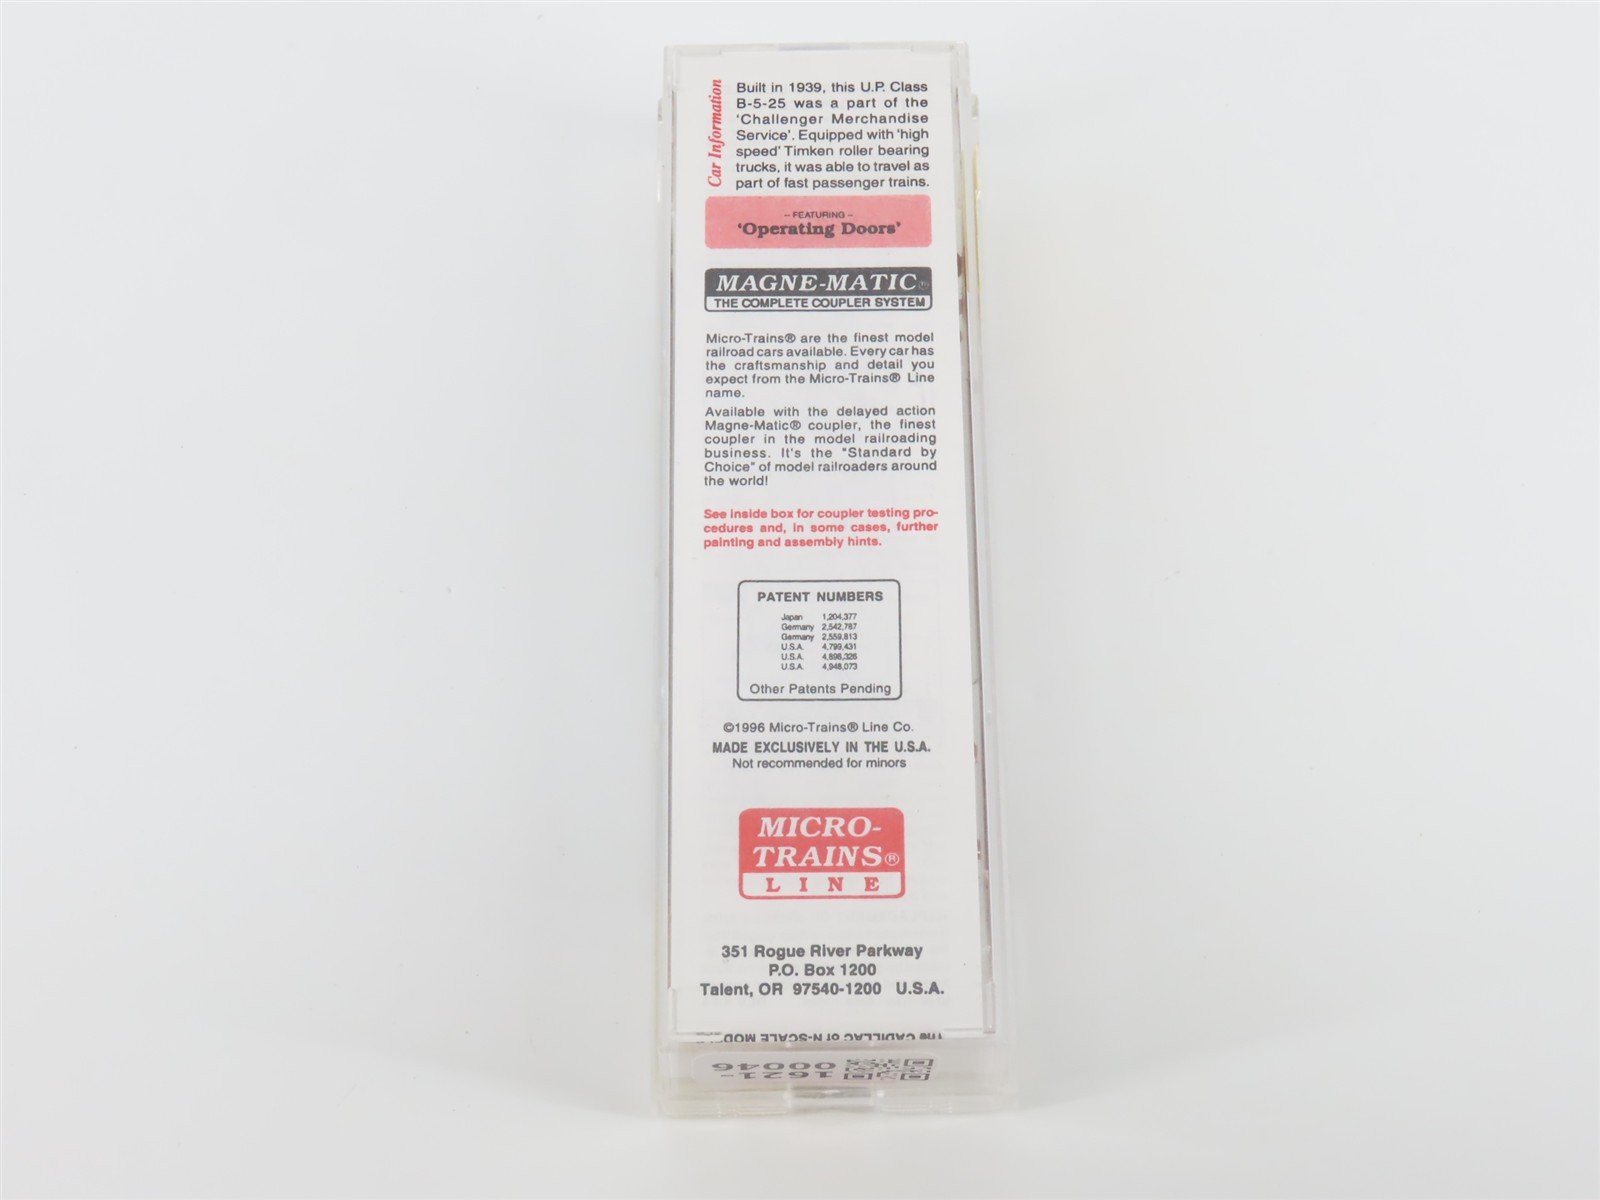 Car Information
Built in 1939, this U.P. Class
B-5-25 was a part of the
'Challenger Merchandise
Service'. Equipped with 'high
speed' Timken roller bearing
trucks, it was able to travel as
part of fast passenger trains.
– FEATURING –
'Operating Doors'
MAGNE-MATIC®
THE COMPLETE COUPLER SYSTEM
Micro-Trains® are the finest model
railroad cars available. Every car has
the craftsmanship and detail you
expect from the Micro-Trains® Line
name.
Available with the delayed action
Magne-Matic® coupler, the finest
coupler in the model railroading
business. It's the "Standard by
Choice" of model railroaders around
the world!
See inside box for coupler testing pro-
cedures and, in some cases, further
painting and assembly hints.
PATENT NUMBERS
Japan 1,204,377
Germany 2,542,787
Germany 2,559,813
U.S.A. 4,799,431
U.S.A. 4,898,326
U.S.A. 4,948,073
Other Patents Pending
©1996 Micro-Trains® Line Co.
MADE EXCLUSIVELY IN THE U.S.A.
Not recommended for minors
MICRO-
TRAINS®
LINE
351 Rogue River Parkway
P.O. Box 1200
Talent, OR 97540-1200 U.S.A.
The CADILLAC of N-SCALE
1621-
00046